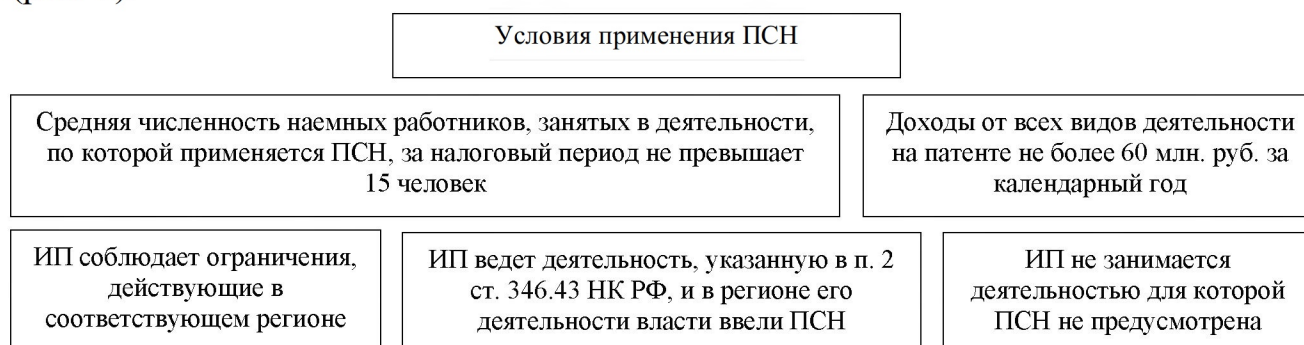 Условия применения ПСН
Средняя численность наемных работников, занятых в деятельности,
по которой применяется ПСН, за налоговый период не превышает
15 человек
Доходы от всех видов деятельности
на патенте не более 60 млн. руб. за
календарный год
ИП соблюдает ограничения,
действующие в
соответствующем регионе
ИП ведет деятельность, указанную в п. 2
ст. 346.43 НК РФ, и в регионе его
деятельности власти ввели ПСН
ИП не занимается
деятельностью для которой
ПСН не предусмотрена